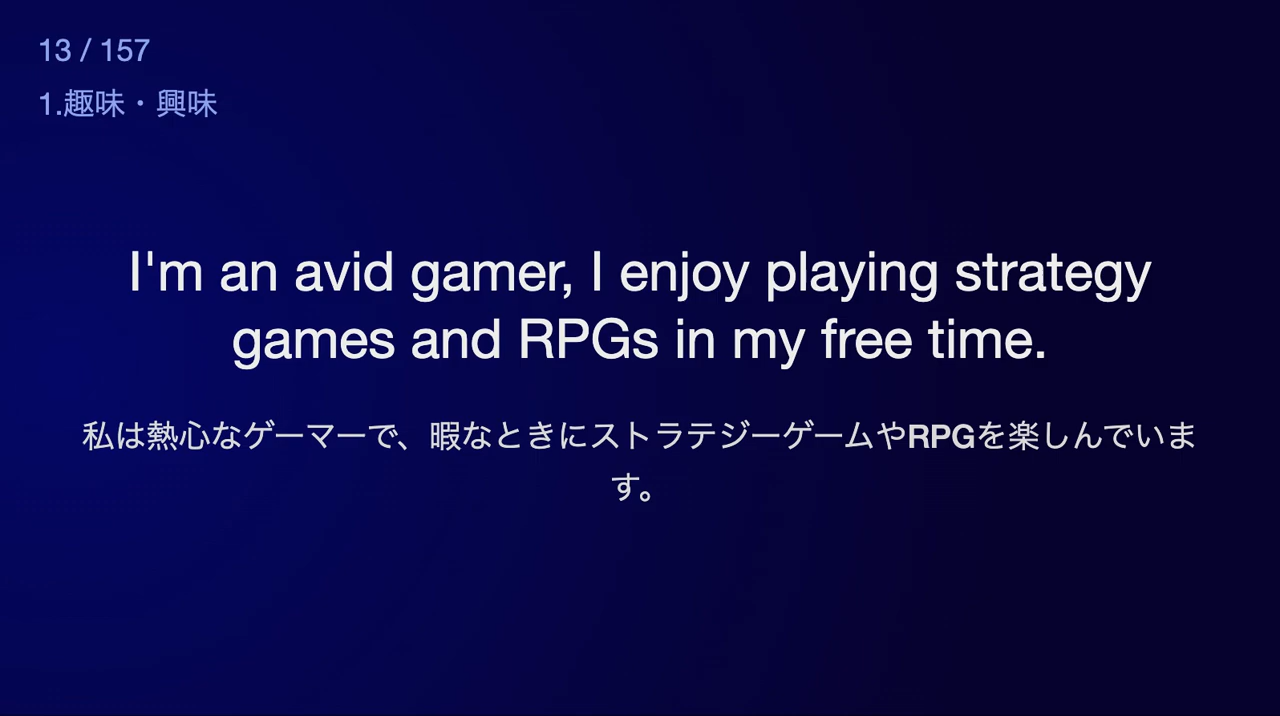 13 / 157
1.趣味・興味
I'm an avid gamer, I enjoy playing strategy
games and RPGs in my free time.
私は熱心なゲーマーで、暇なときにストラテジーゲームやRPGを楽しんでいま
す。